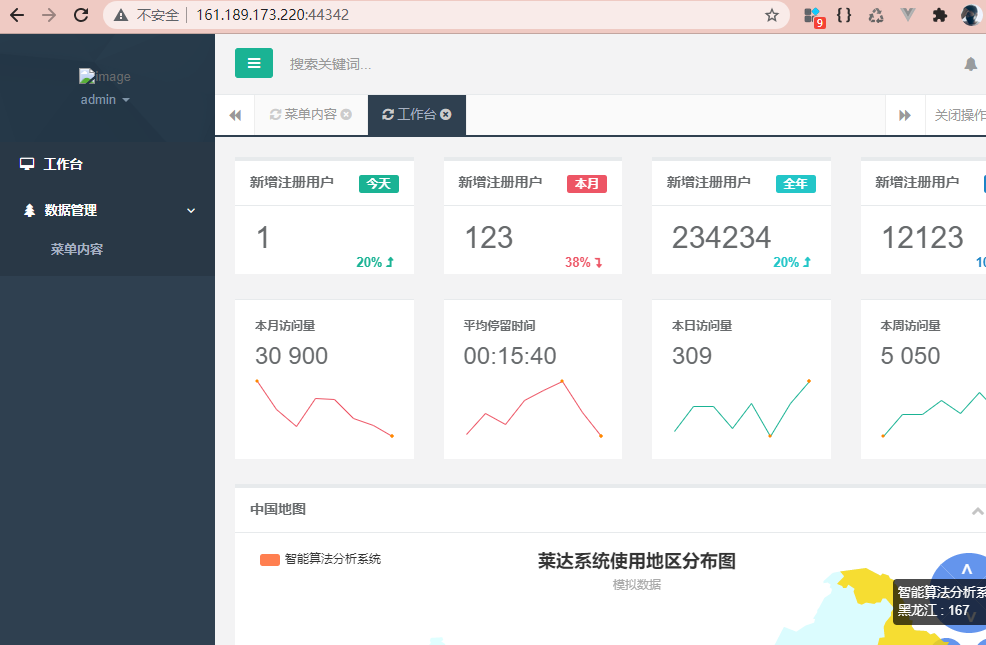 不安全 161.189.173.220:44342
9
image
admin
搜索关键词...
菜单内容
工作台
关闭操作
工作台
数据管理
菜单内容
新增注册用户 今天
1
20%
新增注册用户 本月
123
38%
新增注册用户 全年
234234
20%
新增注册用户
12123
10
本月访问量
30 900
平均停留时间
00:15:40
本日访问量
309
本周访问量
5 050
中国地图
智能算法分析系统
莱达系统使用地区分布图
模拟数据
智能算法分析系
黑龙江 : 167